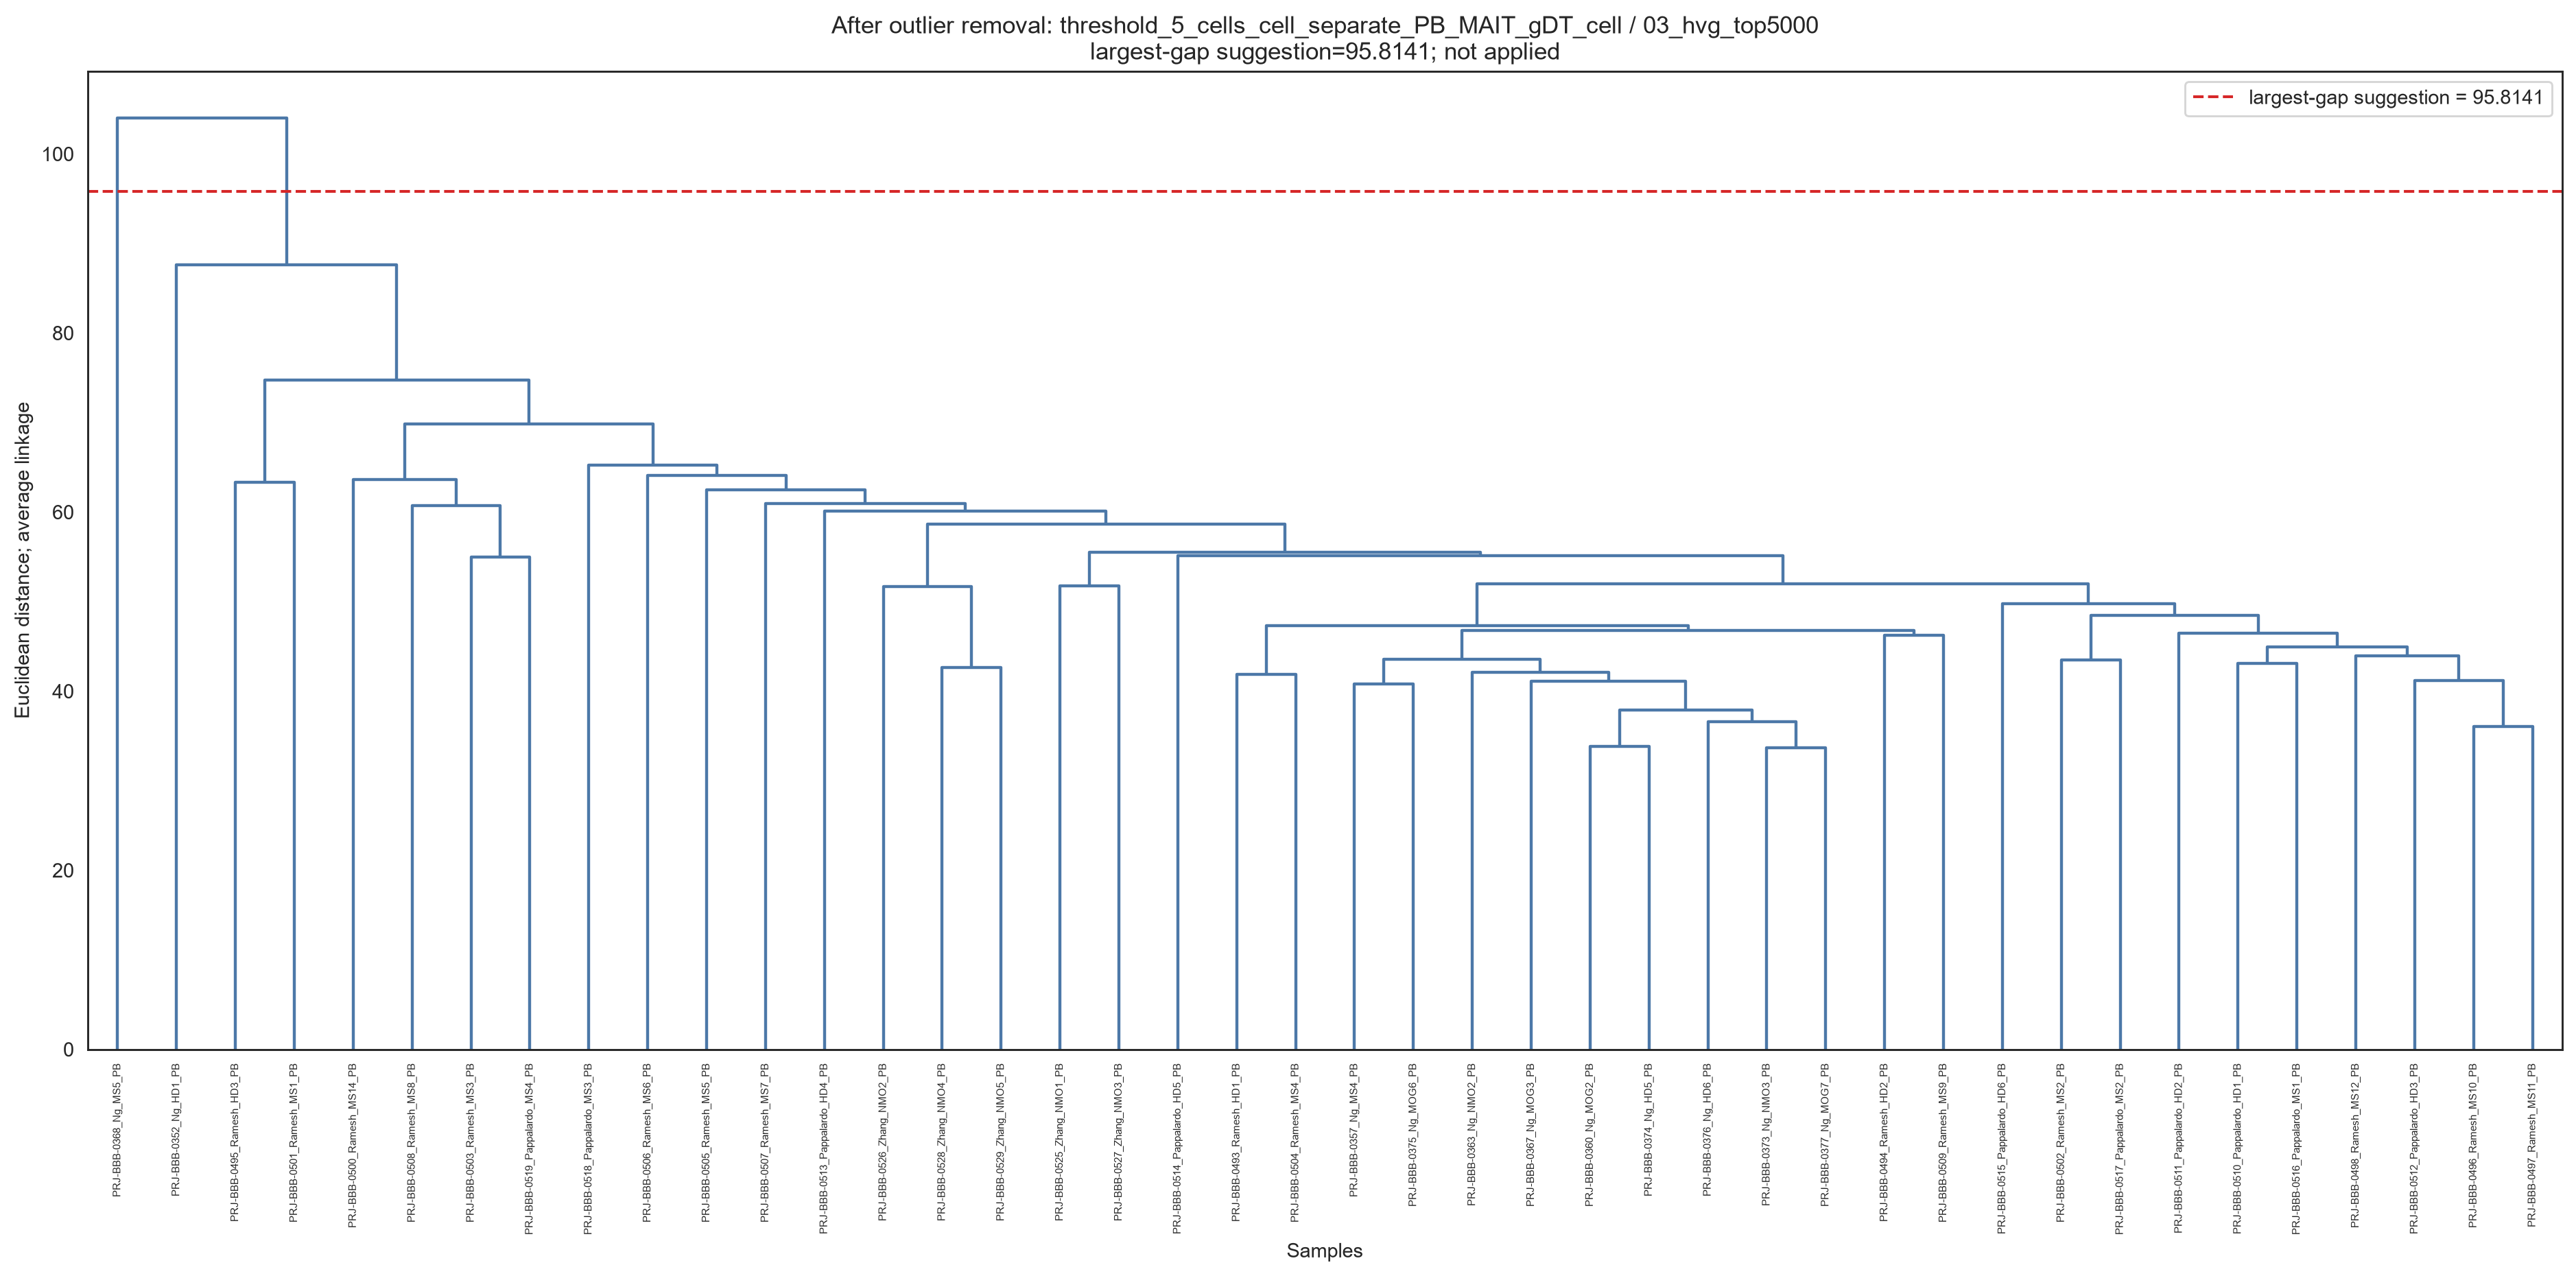 After outlier removal: threshold_5_cells_cell_separate_PB_MAIT_gDT_cell / 03_hvg_top5000
largest-gap suggestion=95.8141; not applied
largest-gap suggestion = 95.8141
Euclidean distance; average linkage
100
80
60
40
20
0
PRJ-BBB-0368_Ng_MS5_PB
PRJ-BBB-0352_Ng_HD1_PB
PRJ-BBB-0495_Ramesh_HD3_PB
PRJ-BBB-0501_Ramesh_MS1_PB
PRJ-BBB-0500_Ramesh_MS14_PB
PRJ-BBB-0508_Ramesh_MS8_PB
PRJ-BBB-0503_Ramesh_MS3_PB
PRJ-BBB-0519_Pappalardo_MS4_PB
PRJ-BBB-0518_Pappalardo_MS3_PB
PRJ-BBB-0506_Ramesh_MS6_PB
PRJ-BBB-0505_Ramesh_MS5_PB
PRJ-BBB-0507_Ramesh_MS7_PB
PRJ-BBB-0513_Pappalardo_HD4_PB
PRJ-BBB-0526_Zhang_NMO2_PB
PRJ-BBB-0528_Zhang_NMO4_PB
PRJ-BBB-0529_Zhang_NMO5_PB
PRJ-BBB-0525_Zhang_NMO1_PB
PRJ-BBB-0527_Zhang_NMO3_PB
PRJ-BBB-0514_Pappalardo_HD5_PB
PRJ-BBB-0493_Ramesh_HD1_PB
PRJ-BBB-0504_Ramesh_MS4_PB
PRJ-BBB-0357_Ng_MS4_PB
PRJ-BBB-0375_Ng_MOG6_PB
PRJ-BBB-0363_Ng_NMO2_PB
PRJ-BBB-0367_Ng_MOG3_PB
PRJ-BBB-0360_Ng_MOG2_PB
PRJ-BBB-0374_Ng_HD5_PB
PRJ-BBB-0376_Ng_HD6_PB
PRJ-BBB-0373_Ng_NMO3_PB
PRJ-BBB-0377_Ng_MOG7_PB
PRJ-BBB-0494_Ramesh_HD2_PB
PRJ-BBB-0509_Ramesh_MS9_PB
PRJ-BBB-0515_Pappalardo_HD6_PB
PRJ-BBB-0502_Ramesh_MS2_PB
PRJ-BBB-0517_Pappalardo_MS2_PB
PRJ-BBB-0511_Pappalardo_HD2_PB
PRJ-BBB-0510_Pappalardo_HD1_PB
PRJ-BBB-0516_Pappalardo_MS1_PB
PRJ-BBB-0498_Ramesh_MS12_PB
PRJ-BBB-0512_Pappalardo_HD3_PB
PRJ-BBB-0496_Ramesh_MS10_PB
PRJ-BBB-0497_Ramesh_MS11_PB
Samples